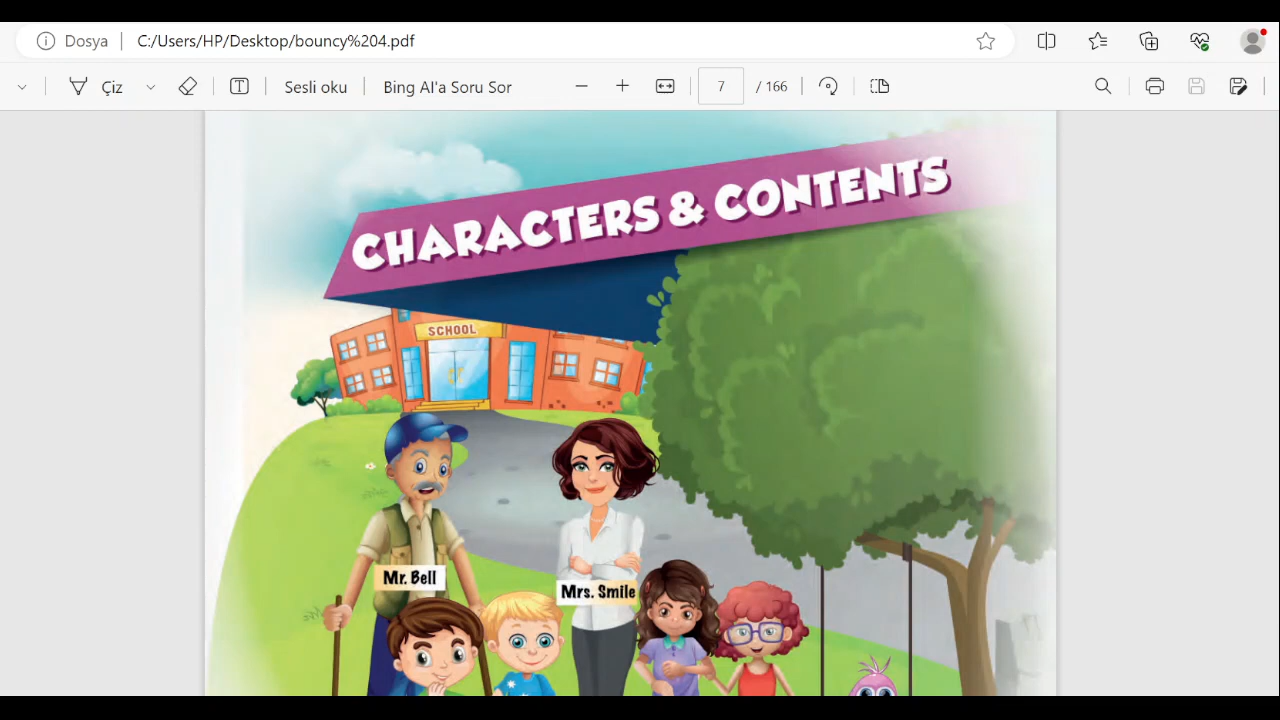 Dosya C:/Users/HP/Desktop/bouncy%204.pdf
Çiz Sesli oku Bing AI'a Soru Sor 7 / 166
CHARACTERS & CONTENTS
SCHOOL
Mr. Bell
Mrs. Smile